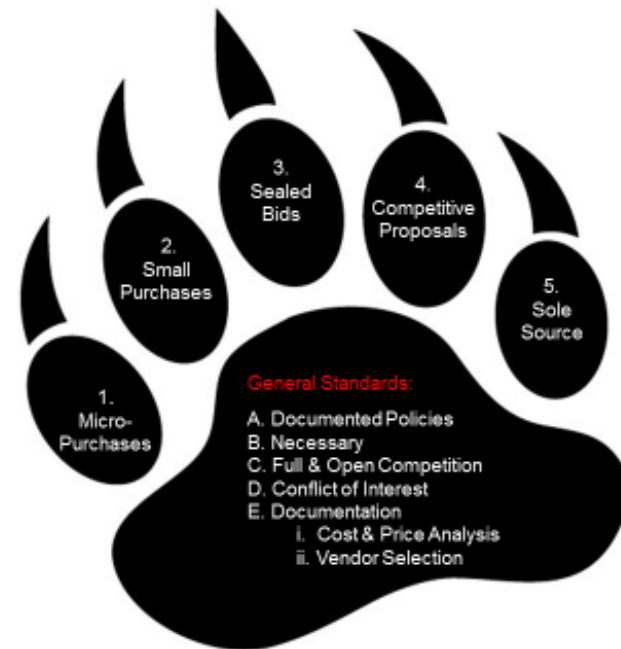 1.
Micro-
Purchases
2.
Small
Purchases
3.
Sealed
Bids
4.
Competitive
Proposals
5.
Sole
Source
General Standards:
A. Documented Policies
B. Necessary
C. Full & Open Competition
D. Conflict of Interest
E. Documentation
i. Cost & Price Analysis
ii. Vendor Selection